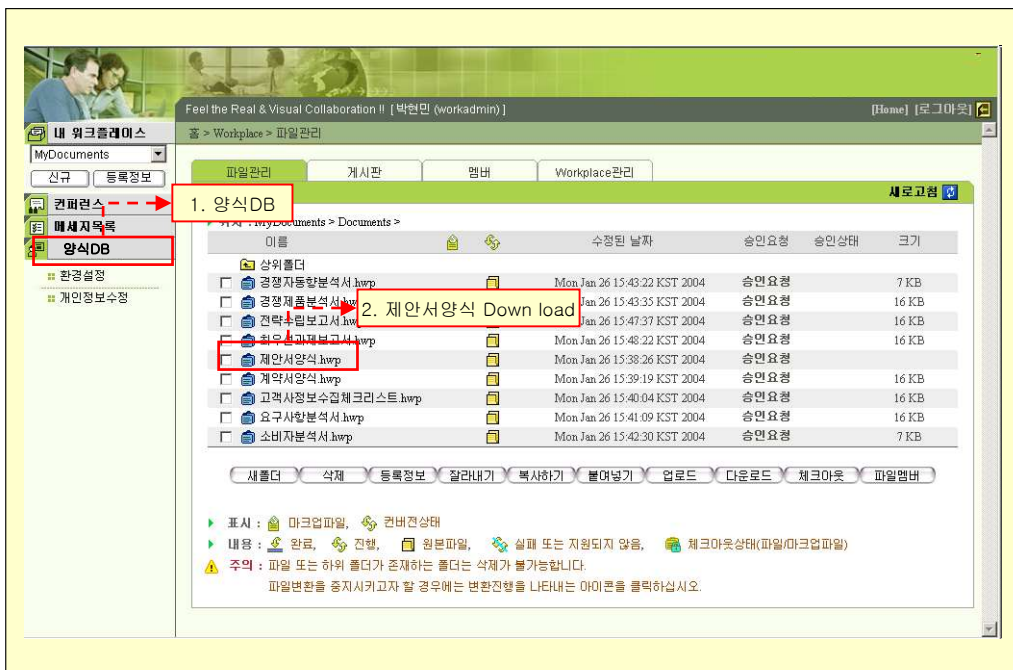 Feel the Real & Visual Collaboration !! [ 박현민 (workadmin) ]
[Home] [로그아웃]
내 워크플레이스
홈 > Workplace > 파일관리
MyDocuments
신규
등록정보
파일관리
게시판
멤버
Workplace관리
새로고침
컨퍼런스
메세지목록
양식DB
환경설정
개인정보수정
1. 양식DB
: MyDocuments > Documents >
이름
수정된 날짜
승인요청
승인상태
크기
상위폴더
경쟁자동향분석서.hwp Mon Jan 26 15:43:22 KST 2004 승인요청 7 KB
경쟁제품분석서.hwp Jan 26 15:43:35 KST 2004 승인요청 16 KB
2. 제안서양식 Down load
전략수립보고서.hwp Jan 26 15:47:37 KST 2004 승인요청 16 KB
최우선과제보고서.hwp Mon Jan 26 15:48:22 KST 2004 승인요청 16 KB
제안서양식.hwp Mon Jan 26 15:38:26 KST 2004 승인요청
계약서양식.hwp Mon Jan 26 15:39:19 KST 2004 승인요청 16 KB
고객사정보수집체크리스트.hwp Mon Jan 26 15:40:04 KST 2004 승인요청 16 KB
요구사항분석서.hwp Mon Jan 26 15:41:09 KST 2004 승인요청 16 KB
소비자분석서.hwp Mon Jan 26 15:42:30 KST 2004 승인요청 7 KB
새폴더 삭제 등록정보 잘라내기 복사하기 붙여넣기 업로드 다운로드 체크아웃 파일멤버
표시 : 마크업파일, 컨버젼상태
내용 : 완료, 진행, 원본파일, 실패 또는 지원되지 않음, 체크아웃상태(파일/마크업파일)
주의 : 파일 또는 하위 폴더가 존재하는 폴더는 삭제가 불가능합니다.
파일변환을 중지시키고자 할 경우에는 변환진행을 나타내는 아이콘을 클릭하십시오.